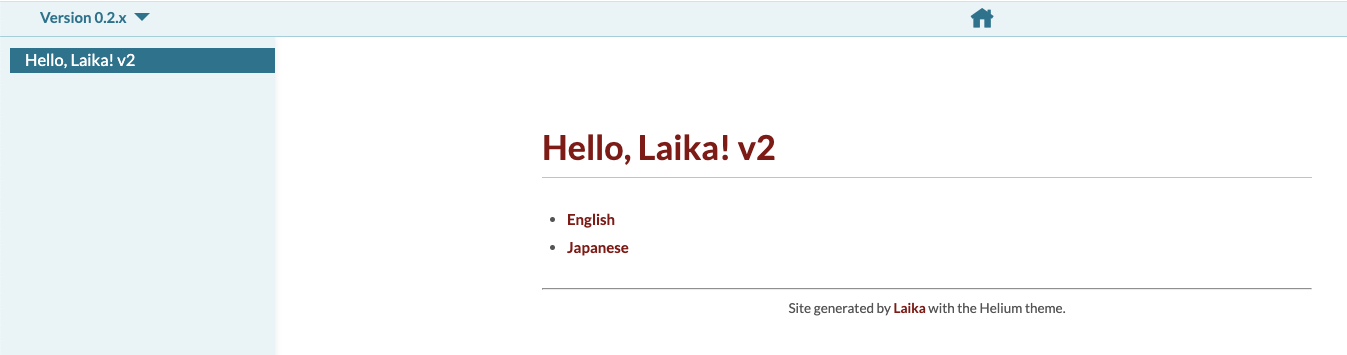 Version 0.2.x
Hello, Laika! v2
Hello, Laika! v2
English
Japanese
Site generated by Laika with the Helium theme.